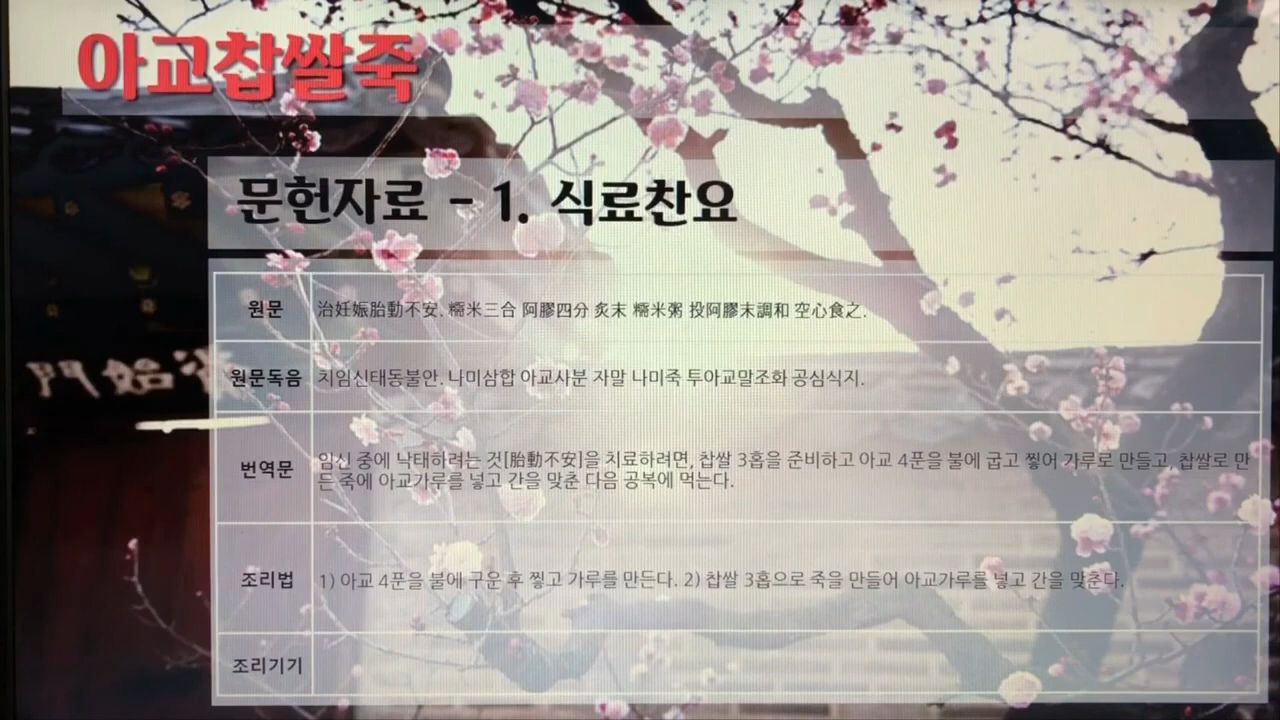 아교찹쌀죽
문헌자료 - 1. 식료찬요
원문
治妊娠胎動不安. 糯米三合 阿膠四分 炙末 糯米粥 投阿膠末調和 空心食之.
원문독음
치임신태동불안. 나미삼합 아교사분 자말 나미죽 투아교말조화 공심식지.
번역문
임신 중에 낙태하려는 것[胎動不安]을 치료하려면, 찹쌀 3홉을 준비하고 아교 4푼을 불에 굽고 찧어 가루로 만들고, 찹쌀로 만
든 죽에 아교가루를 넣고 간을 맞춘 다음 공복에 먹는다.
조리법
1) 아교 4푼을 불에 구운 후 찧고 가루를 만든다. 2) 찹쌀 3홉으로 죽을 만들어 아교가루를 넣고 간을 맞춘다.
조리기기